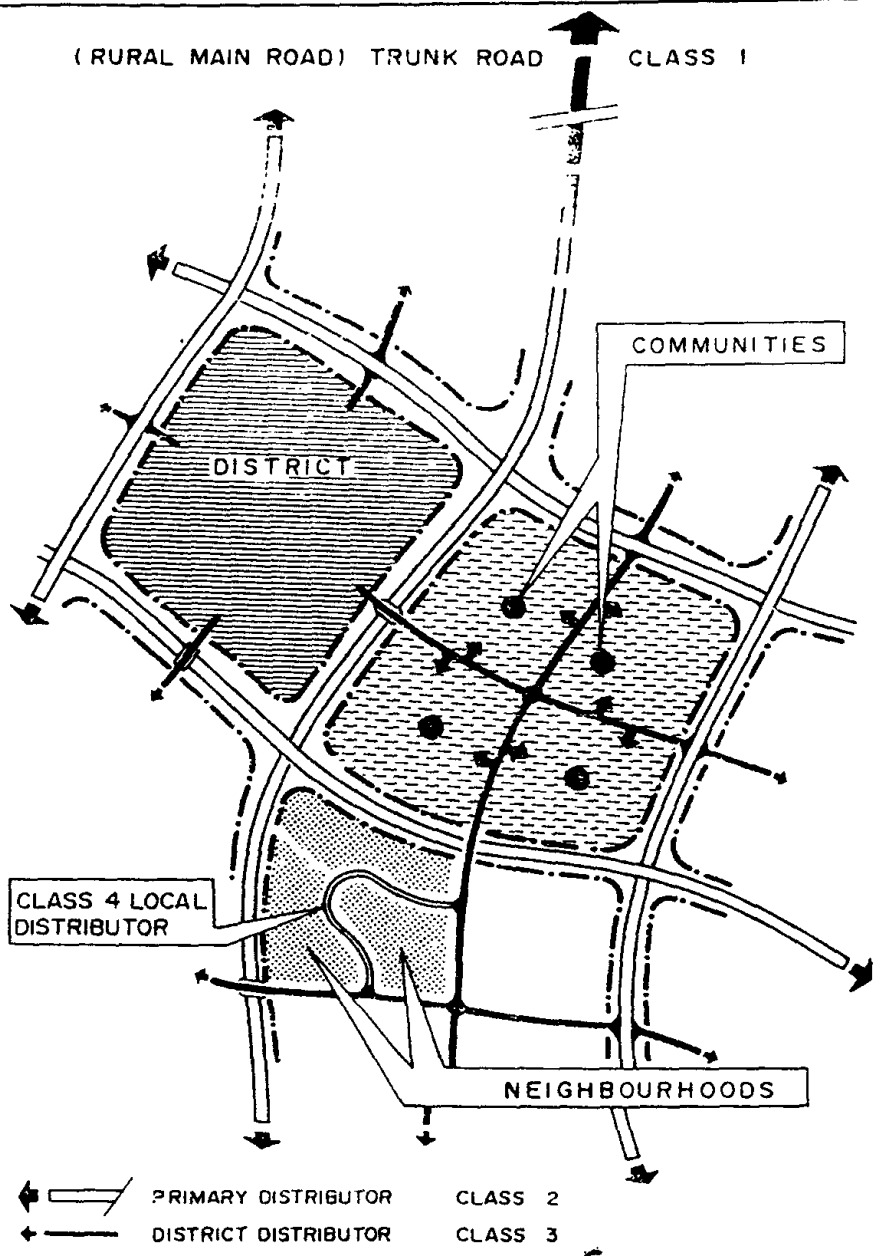 (RURAL MAIN ROAD) TRUNK ROAD CLASS 1
COMMUNITIES
DISTRICT
CLASS 4 LOCAL
DISTRIBUTOR
NEIGHBOURHOODS
PRIMARY DISTRIBUTOR CLASS 2
DISTRICT DISTRIBUTOR CLASS 3